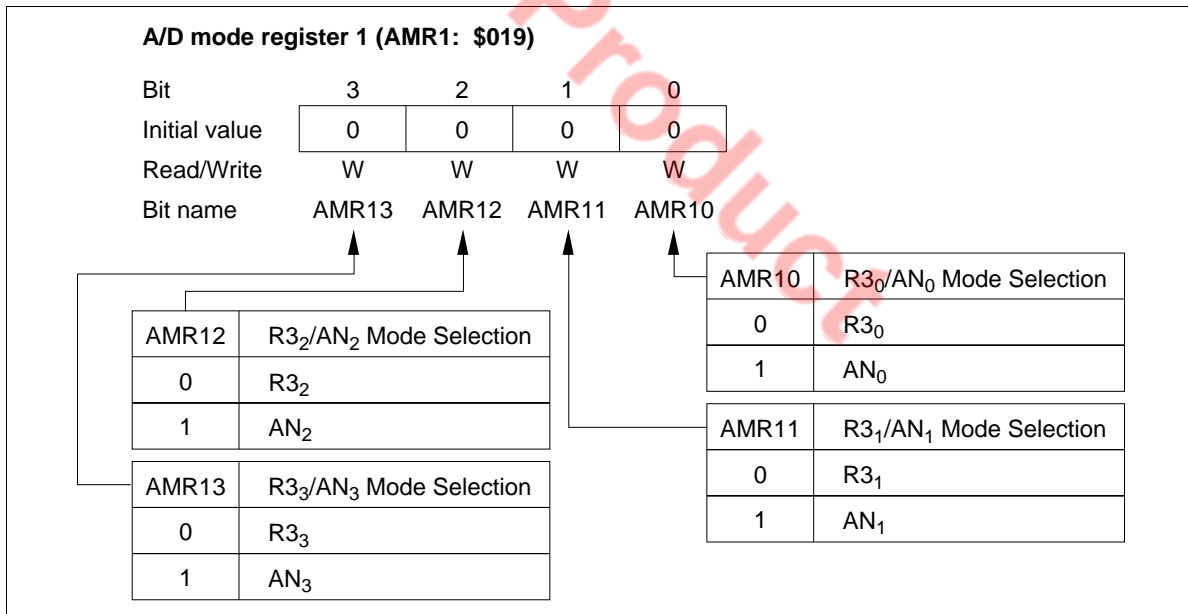 A/D mode register 1 (AMR1: $019)
Bit 3 2 1 0
Initial value 0 0 0 0
Read/Write W W W W
Bit name AMR13 AMR12 AMR11 AMR10
AMR12 R3₂/AN₂ Mode Selection
0 R3₂
1 AN₂
AMR13 R3₃/AN₃ Mode Selection
0 R3₃
1 AN₃
AMR10 R3₀/AN₀ Mode Selection
0 R3₀
1 AN₀
AMR11 R3₁/AN₁ Mode Selection
0 R3₁
1 AN₁
Product